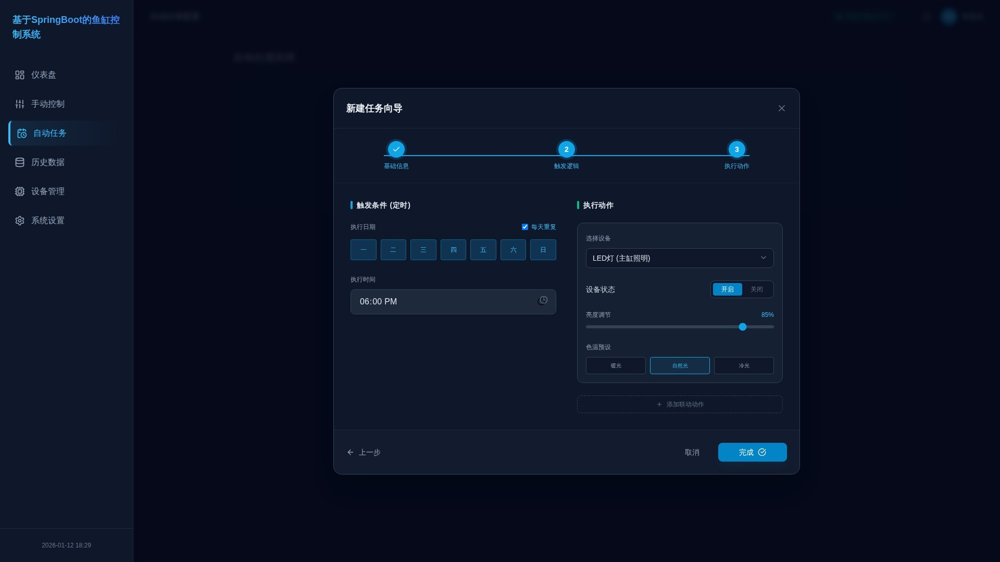 基于SpringBoot的鱼缸控
制系统
仪表盘
手动控制
自动任务
历史数据
设备管理
系统设置
2026-01-12 18:29
新建任务向导
2
3
基础信息
触发逻辑
执行动作
触发条件 (定时)
执行日期
每天重复
一
二
三
四
五
六
日
执行时间
06:00 PM
执行动作
选择设备
LED灯 (主缸照明)
设备状态
开启
关闭
亮度调节
85%
色温预设
暖光
自然光
冷光
添加联动动作
上一步
取消
完成